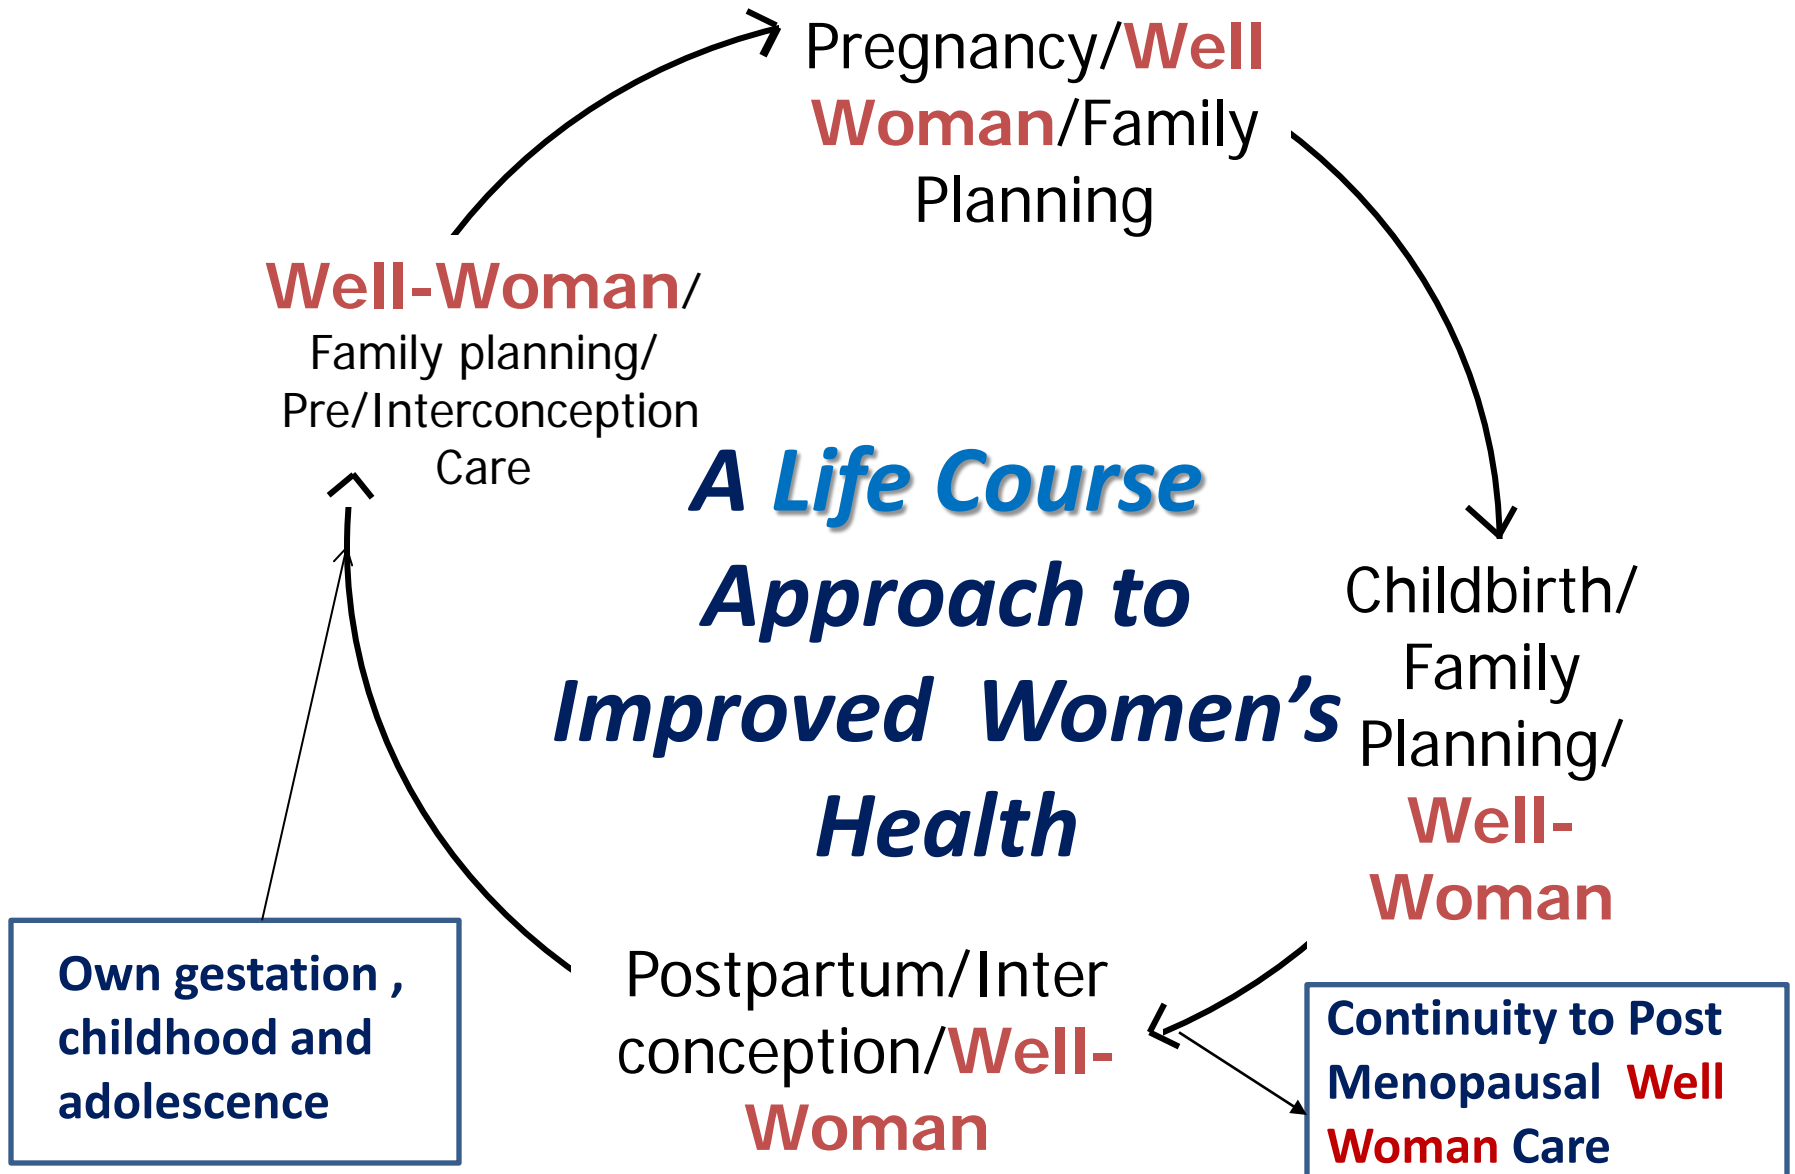 Pregnancy/Well
Woman/Family
Planning
Well-Woman/
Family planning/
Pre/Interconception
Care
A Life Course
Approach to
Improved  Women’s
Health
Childbirth/
Family
Planning/
Well-
Woman
Own gestation ,
childhood and
adolescence
Postpartum/Inter
conception/Well-
Woman
Continuity to Post
Menopausal  Well
Woman Care